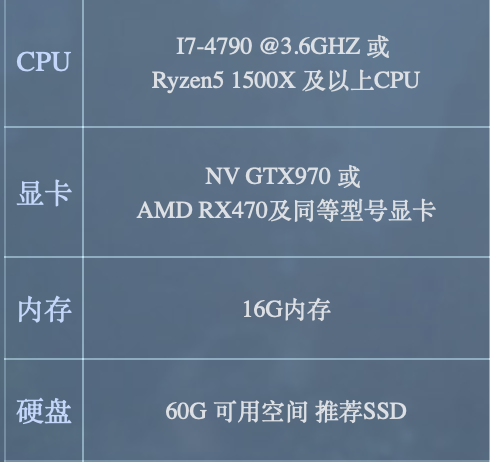 CPU
I7-4790 @3.6GHZ 或
Ryzen5 1500X 及以上CPU
显卡
NV GTX970 或
AMD RX470及同等型号显卡
内存
16G内存
硬盘
60G 可用空间 推荐SSD